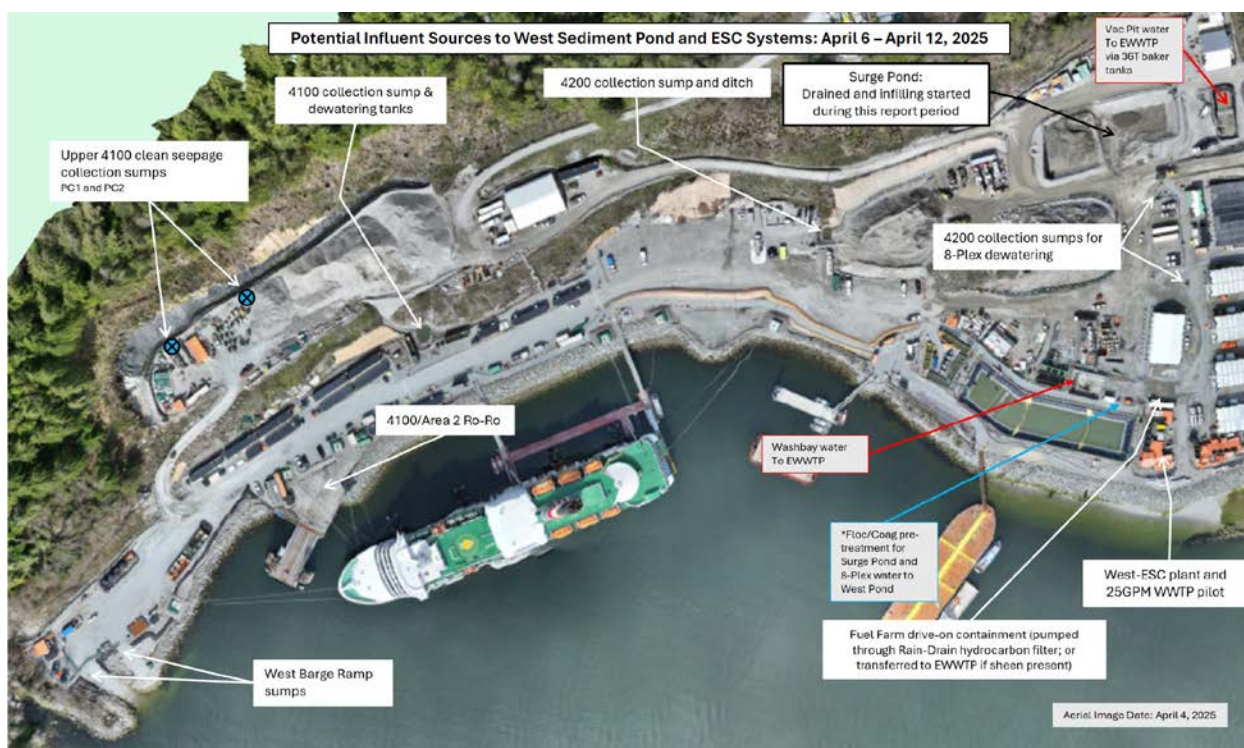 Potential Influent Sources to West Sediment Pond and ESC Systems: April 6 – April 12, 2025
Vac Pit water
To EWWTP
via 36T baker
tanks
4100 collection sump &
dewatering tanks
4200 collection sump and ditch
Surge Pond:
Drained and infilling started
during this report period
Upper 4100 clean seepage
collection sumps
PC1 and PC2
4200 collection sumps for
8-Plex dewatering
4100/Area 2 Ro-Ro
Washbay water
To EWWTP
*Floc/Coag pre-
treatment for
Surge Pond and
8-Plex water to
West Pond
West-ESC plant and
25GPM WWTP pilot
Fuel Farm drive-on containment (pumped
through Rain-Drain hydrocarbon filter; or
transferred to EWWTP if sheen present)
West Barge Ramp
sumps
Aerial Image Date: April 4, 2025